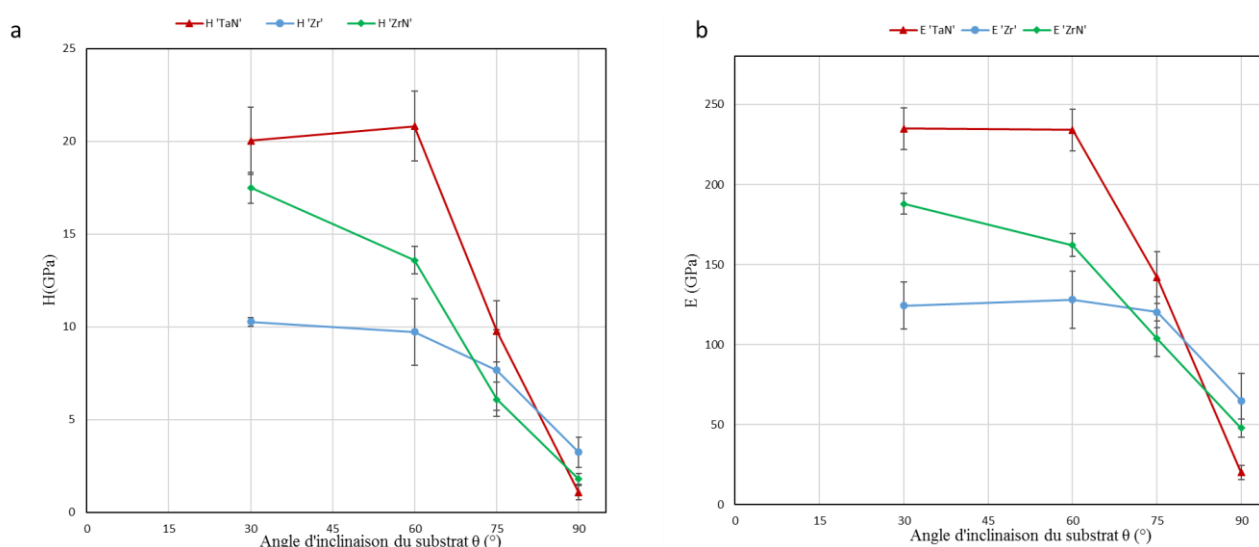 a
H 'TaN' H 'Zr' H 'ZrN'
25
20
15
10
5
0
H(GPa)
0 15 30 45 60 75 90
Angle d'inclinaison du substrat θ (°)
b
E 'TaN' E 'Zr' E 'ZrN'
250
200
150
100
50
0
E (GPa)
0 15 30 45 60 75 90
Angle d'inclinaison du substrat θ (°)